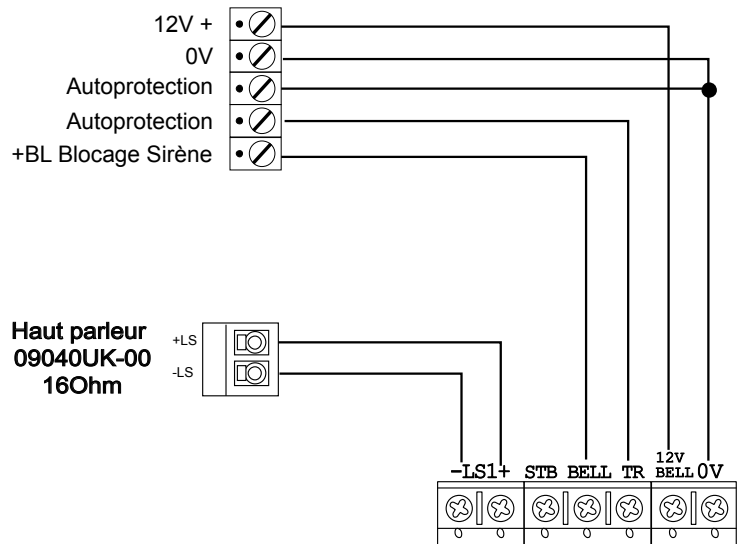 12V +
0V
Autoprotection
Autoprotection
+BL Blocage Sirène
Haut parleur
09040UK-00
16Ohm
+LS
-LS
-LS1+ STB BELL TR 12V BELL 0V